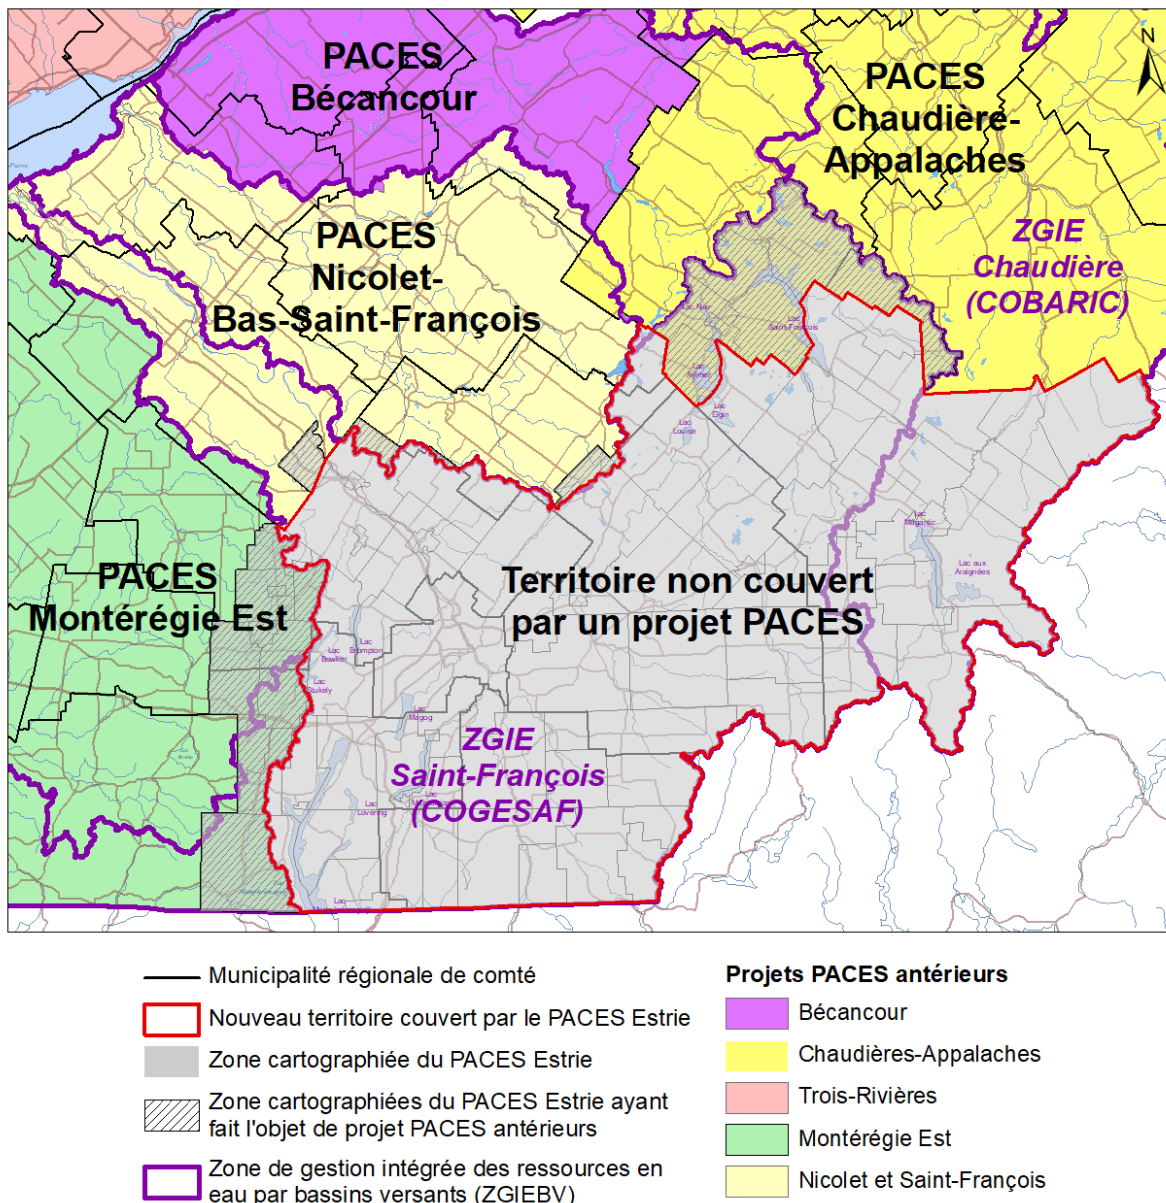 PACES
Bécancour
PACES
Chaudière-
Appalaches
N
PACES
Nicolet-
Bas-Saint-François
ZGIE
Chaudière
(COBARIC)
Lac
Saint-François
Lac
Aylmer
Lac
Elgin
Lac
Louise
PACES
Montérégie Est
Territoire non couvert
par un projet PACES
Lac
Mégantic
Lac aux
Araignées
Lac
Brompton
Lac
Bowker
Lac
Stukely
Lac
Magog
ZGIE
Saint-François
(COGESAF)
Lac
Lovering
Lac
Lac
Municipalité régionale de comté
Nouveau territoire couvert par le PACES Estrie
Zone cartographiée du PACES Estrie
Zone cartographiées du PACES Estrie ayant
fait l'objet de projet PACES antérieurs
Zone de gestion intégrée des ressources en
eau par bassins versants (ZGIEBV)
Projets PACES antérieurs
Bécancour
Chaudières-Appalaches
Trois-Rivières
Montérégie Est
Nicolet et Saint-François